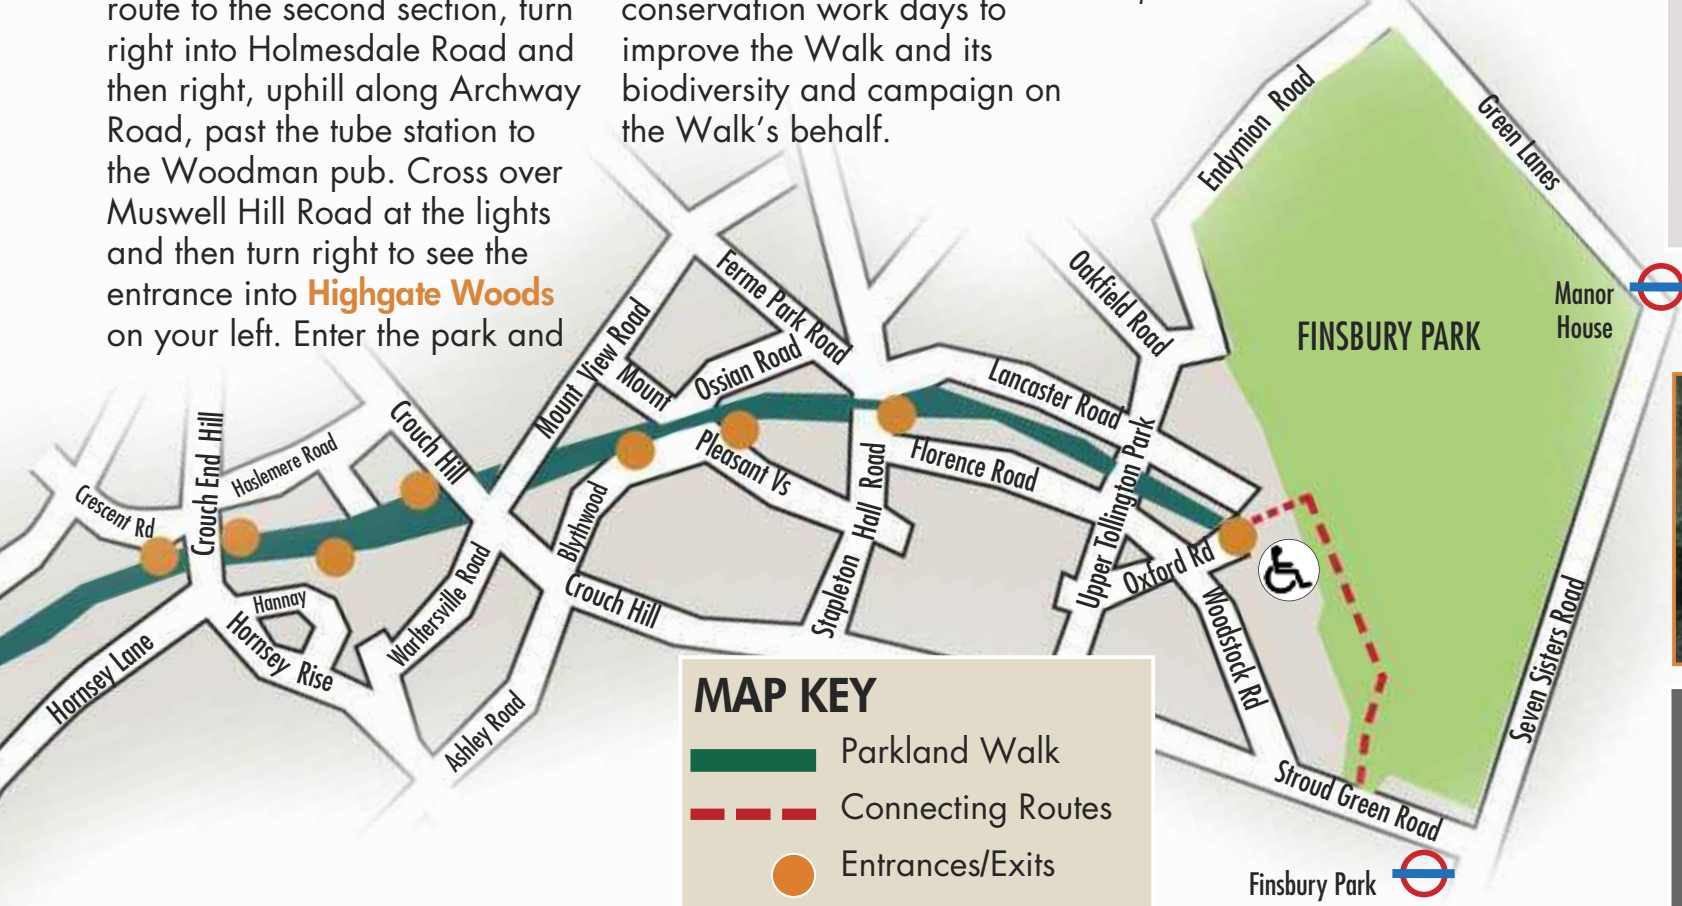 route to the second section, turn
right into Holmesdale Road and
then right, uphill along Archway
Road, past the tube station to
the Woodman pub. Cross over
Muswell Hill Road at the lights
and then turn right to see the
entrance into Highgate Woods
on your left. Enter the park and
conservation work days to
improve the Walk and its
biodiversity and campaign on
the Walk's behalf.
Endymion Road
Green Lanes
Manor
House
FINSBURY PARK
Oakfield Road
Ferme Park Road
Mount View Road
Ossian Road
Mount
Pleasant Vs
Lancaster Road
Crouch Hill
Crouch End Hill
Haslemere Road
Crescent Rd
Florence Road
Stapleton Hall Road
Upper Tollington Park
Oxford Rd
Blythwood
Crouch Hill
Hannay
Hornsey Rise
Hornsey Lane
Waltersville Road
Ashley Road
Woodstock Rd
Seven Sisters Road
Stroud Green Road
Finsbury Park
MAP KEY
Parkland Walk
Connecting Routes
Entrances/Exits